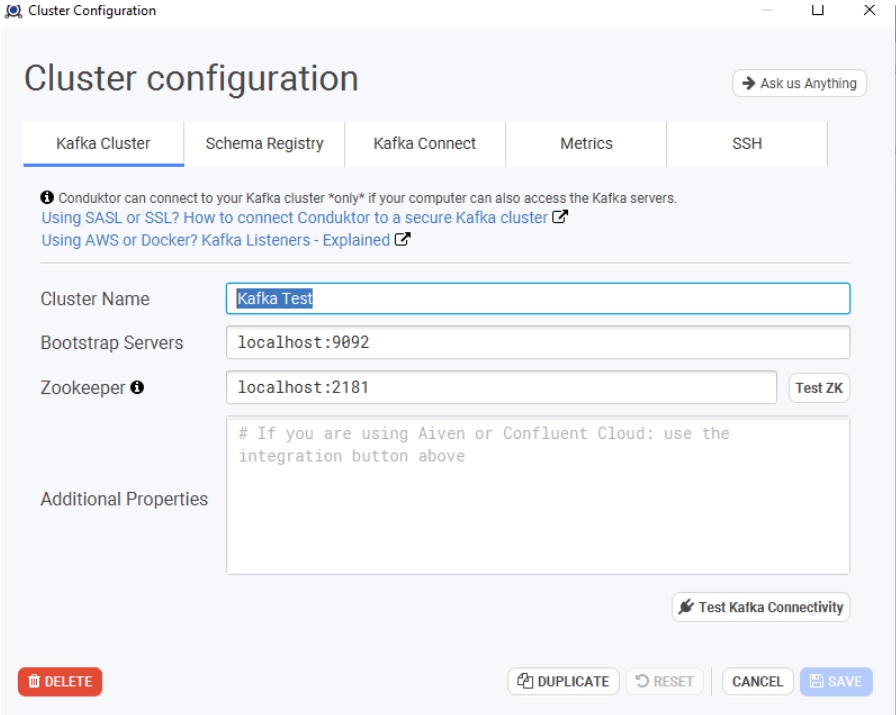 Cluster Configuration
Cluster configuration
Ask us Anything
Kafka Cluster
Schema Registry
Kafka Connect
Metrics
SSH
Conduktor can connect to your Kafka cluster *only* if your computer can also access the Kafka servers.
Using SASL or SSL? How to connect Conduktor to a secure Kafka cluster
Using AWS or Docker? Kafka Listeners - Explained
Cluster Name
Kafka Test
Bootstrap Servers
localhost:9092
Zookeeper
localhost:2181
Test ZK
Additional Properties
# If you are using Aiven or Confluent Cloud: use the
integration button above
Test Kafka Connectivity
DELETE
DUPLICATE
RESET
CANCEL
SAVE